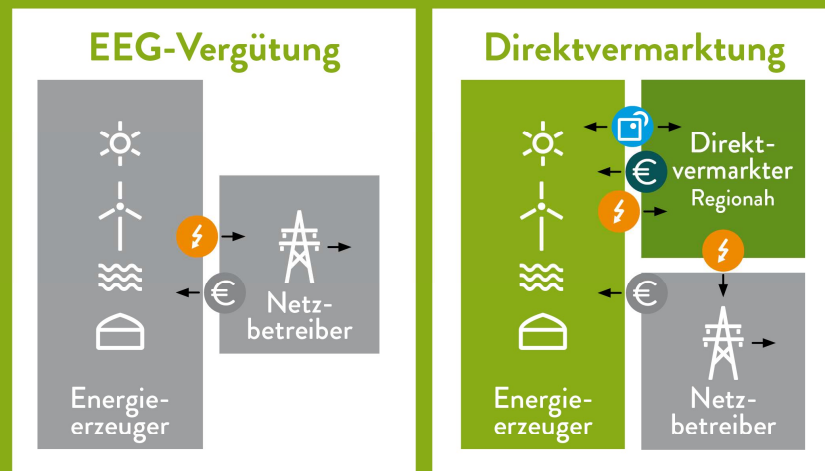 EEG-Vergütung
Energie-
erzeuger
€
Netz-
betreiber
Direktvermarktung
Energie-
erzeuger
€
Direkt-
vermarkter
Regionah
€
Netz-
betreiber